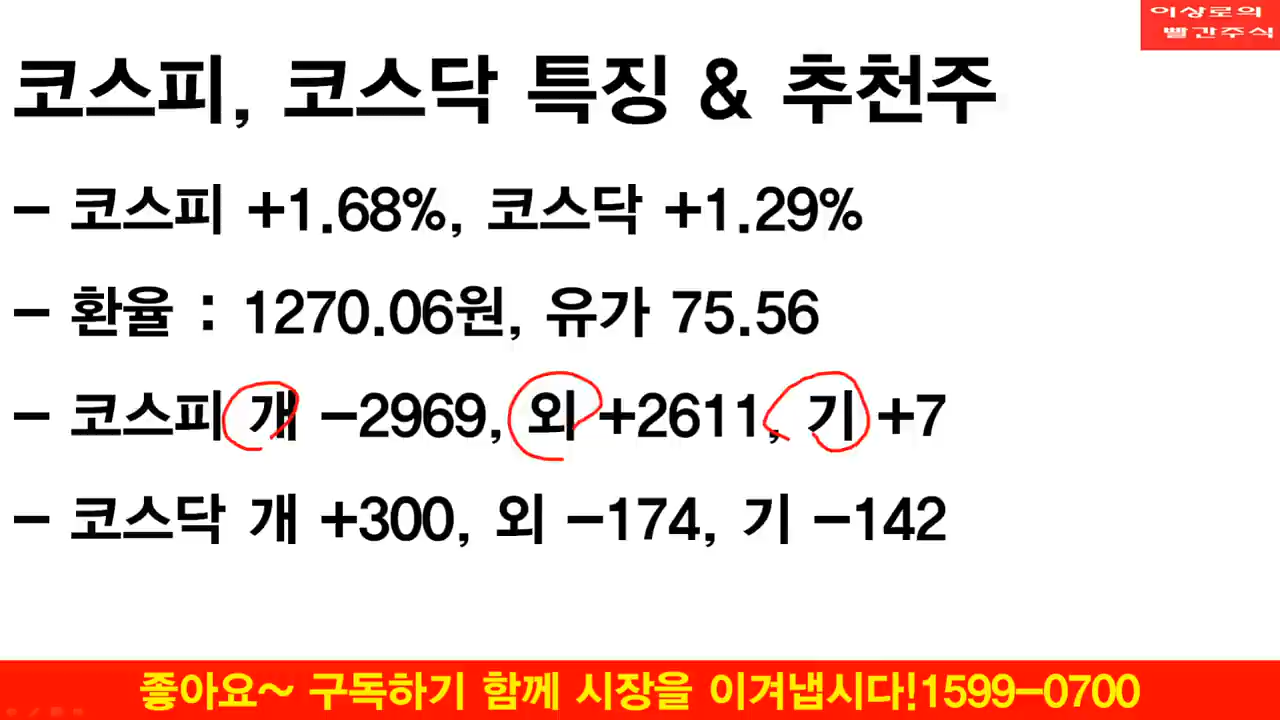 이상로의
빨간주식
코스피, 코스닥 특징 & 추천주
- 코스피 +1.68%, 코스닥 +1.29%
- 환율 : 1270.06원, 유가 75.56
- 코스피 개 -2969, 외 +2611, 기 +7
- 코스닥 개 +300, 외 -174, 기 -142
좋아요~ 구독하기 함께 시장을 이겨냅시다!1599-0700